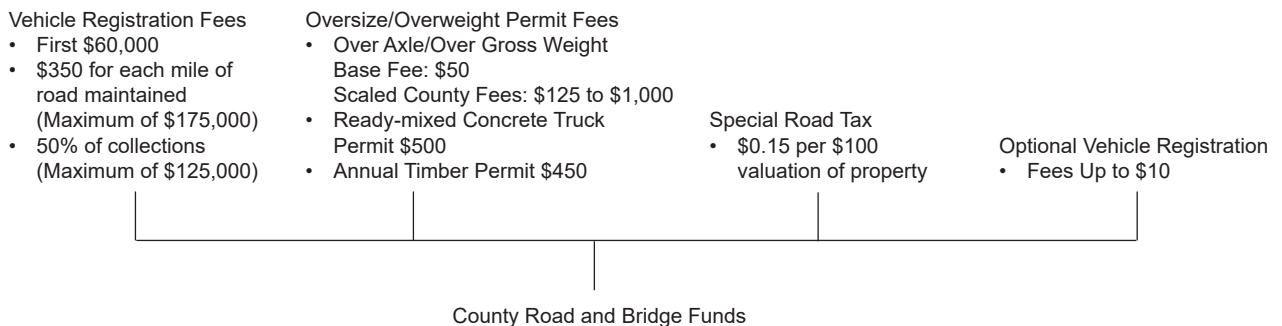 Vehicle Registration Fees
• First $60,000
• $350 for each mile of
road maintained
(Maximum of $175,000)
• 50% of collections
(Maximum of $125,000)
Oversize/Overweight Permit Fees
• Over Axle/Over Gross Weight
Base Fee: $50
Scaled County Fees: $125 to $1,000
• Ready-mixed Concrete Truck
Permit $500
• Annual Timber Permit $450
Special Road Tax
• $0.15 per $100
valuation of property
Optional Vehicle Registration
• Fees Up to $10
County Road and Bridge Funds